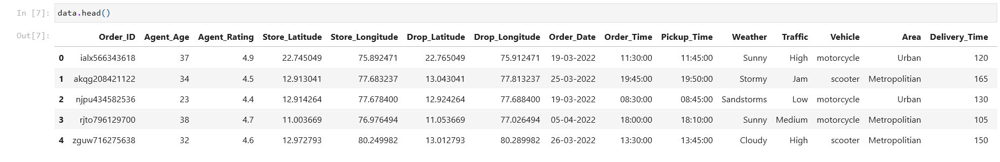 In [7]: data.head()
Out[7]:
Order_ID Agent_Age Agent_Rating Store_Latitude Store_Longitude Drop_Latitude Drop_Longitude Order_Date Order_Time Pickup_Time Weather Traffic Vehicle Area Delivery_Time
0 ialx566343618 37 4.9 22.745049 75.892471 22.765049 75.912471 19-03-2022 11:30:00 11:45:00 Sunny High motorcycle Urban 120
1 akqg208421122 34 4.5 12.913041 77.683237 13.043041 77.813237 25-03-2022 19:45:00 19:50:00 Stormy Jam scooter Metropolitian 165
2 njpu434582536 23 4.4 12.914264 77.678400 12.924264 77.688400 19-03-2022 08:30:00 08:45:00 Sandstorms Low motorcycle Urban 130
3 rjto796129700 38 4.7 11.003669 76.976494 11.053669 77.026494 05-04-2022 18:00:00 18:10:00 Sunny Medium motorcycle Metropolitian 105
4 zguw716275638 32 4.6 12.972793 80.249982 13.012793 80.289982 26-03-2022 13:30:00 13:45:00 Cloudy High scooter Metropolitian 150